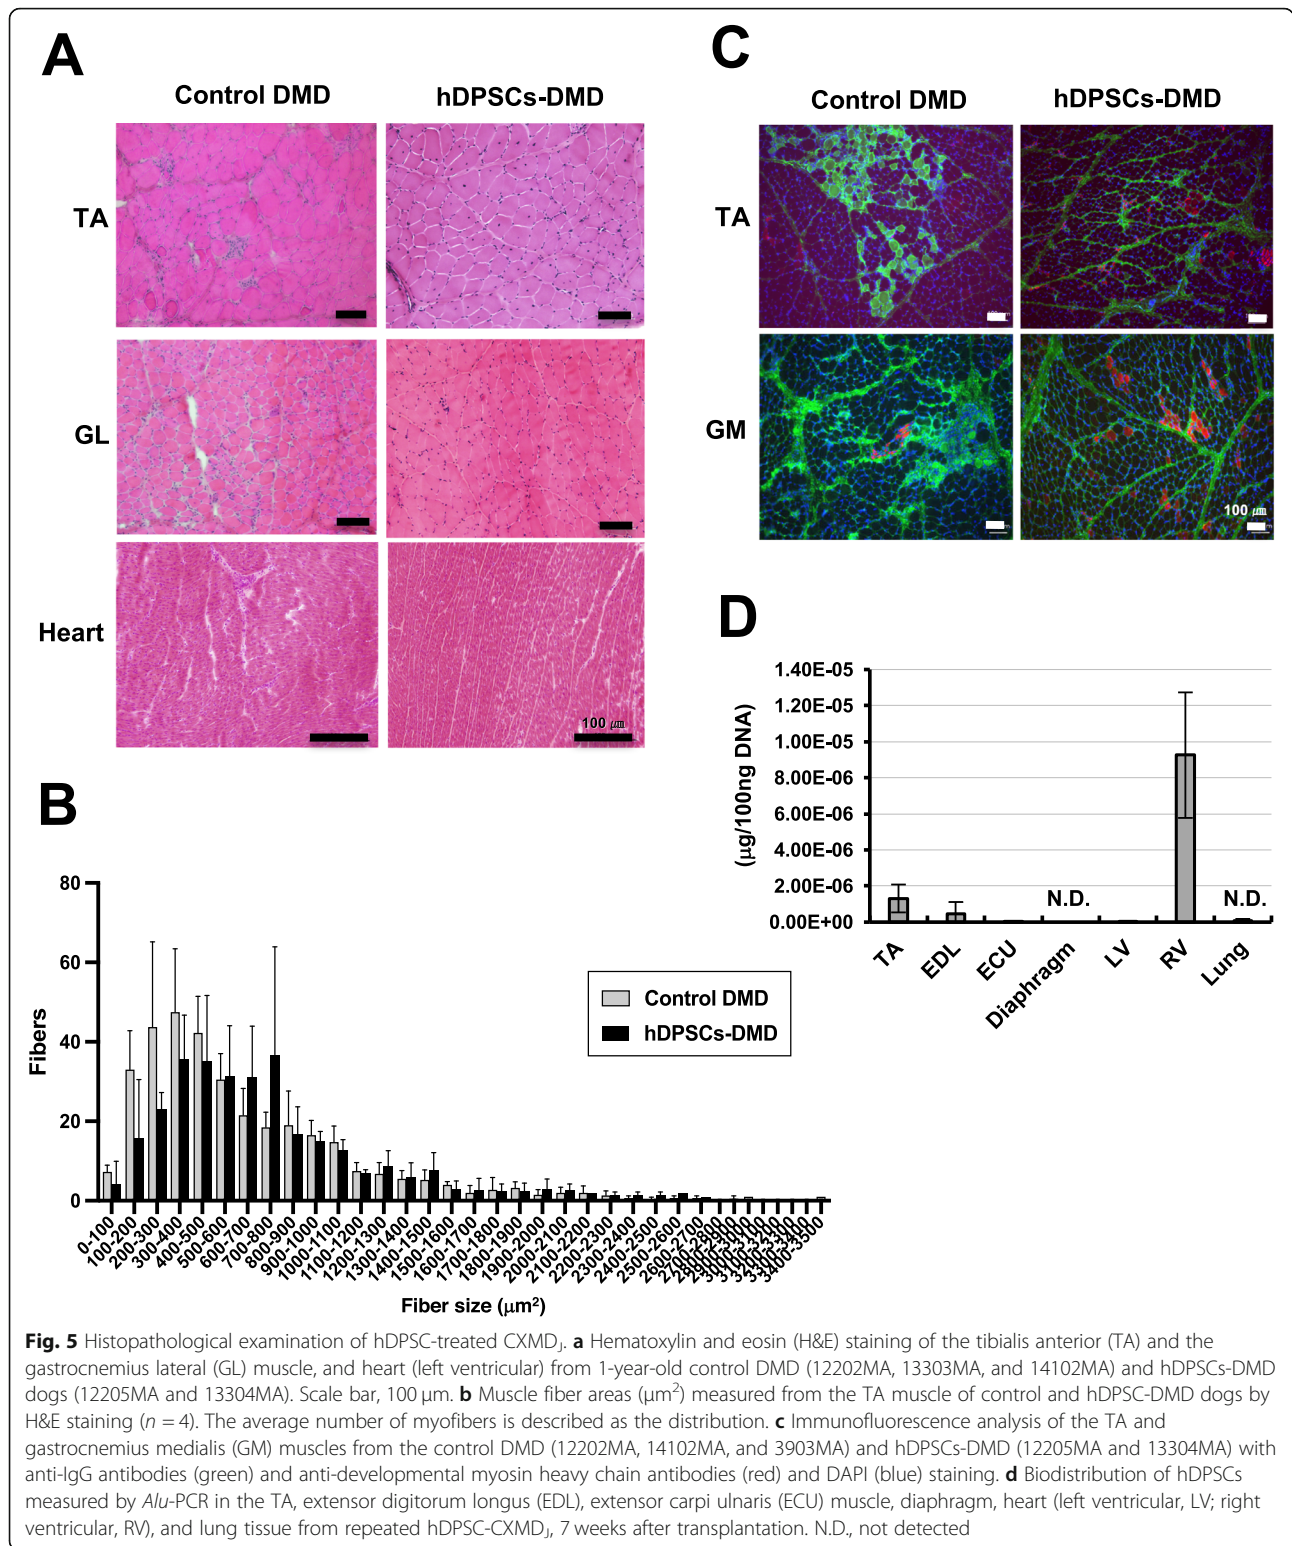 A
Control DMD
hDPSCs-DMD
TA
GL
Heart
100 μm
C
Control DMD
hDPSCs-DMD
TA
GM
100 μm
B
80
60
40
20
0
Fibers
Control DMD
hDPSCs-DMD
0-100
100-200
200-300
300-400
400-500
500-600
600-700
700-800
800-900
900-1000
1000-1100
1100-1200
1200-1300
1300-1400
1400-1500
1500-1600
1600-1700
1700-1800
1800-1900
1900-2000
2000-2100
2100-2200
2200-2300
2300-2400
2400-2500
2500-2600
2600-2700
2700-2800
2800-2900
2900-3000
3000-3100
3100-3200
3200-3300
3300-3400
3400-3500
Fiber size (μm²)
D
1.40E-05
1.20E-05
1.00E-05
8.00E-06
6.00E-06
4.00E-06
2.00E-06
0.00E+00
(μg/100ng DNA)
N.D.
N.D.
TA
EDL
ECU
Diaphragm
LV
RV
Lung
Fig. 5 Histopathological examination of hDPSC-treated CXMDJ. a Hematoxylin and eosin (H&E) staining of the tibialis anterior (TA) and the
gastrocnemius lateral (GL) muscle, and heart (left ventricular) from 1-year-old control DMD (12202MA, 13303MA, and 14102MA) and hDPSCs-DMD
dogs (12205MA and 13304MA). Scale bar, 100 μm. b Muscle fiber areas (μm²) measured from the TA muscle of control and hDPSC-DMD dogs by
H&E staining (n = 4). The average number of myofibers is described as the distribution. c Immunofluorescence analysis of the TA and
gastrocnemius medialis (GM) muscles from the control DMD (12202MA, 14102MA, and 3903MA) and hDPSCs-DMD (12205MA and 13304MA) with
anti-IgG antibodies (green) and anti-developmental myosin heavy chain antibodies (red) and DAPI (blue) staining. d Biodistribution of hDPSCs
measured by Alu-PCR in the TA, extensor digitorum longus (EDL), extensor carpi ulnaris (ECU) muscle, diaphragm, heart (left ventricular, LV; right
ventricular, RV), and lung tissue from repeated hDPSC-CXMDJ, 7 weeks after transplantation. N.D., not detected